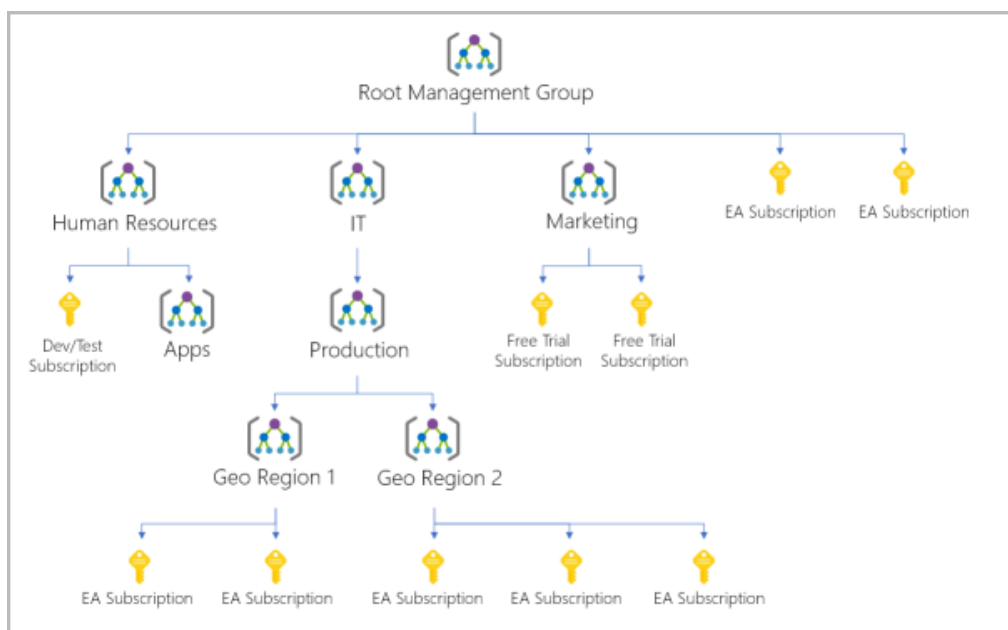 Root Management Group
Human Resources
IT
Marketing
EA Subscription
EA Subscription
Dev/Test
Subscription
Apps
Production
Free Trial
Subscription
Free Trial
Subscription
Geo Region 1
Geo Region 2
EA Subscription
EA Subscription
EA Subscription
EA Subscription
EA Subscription